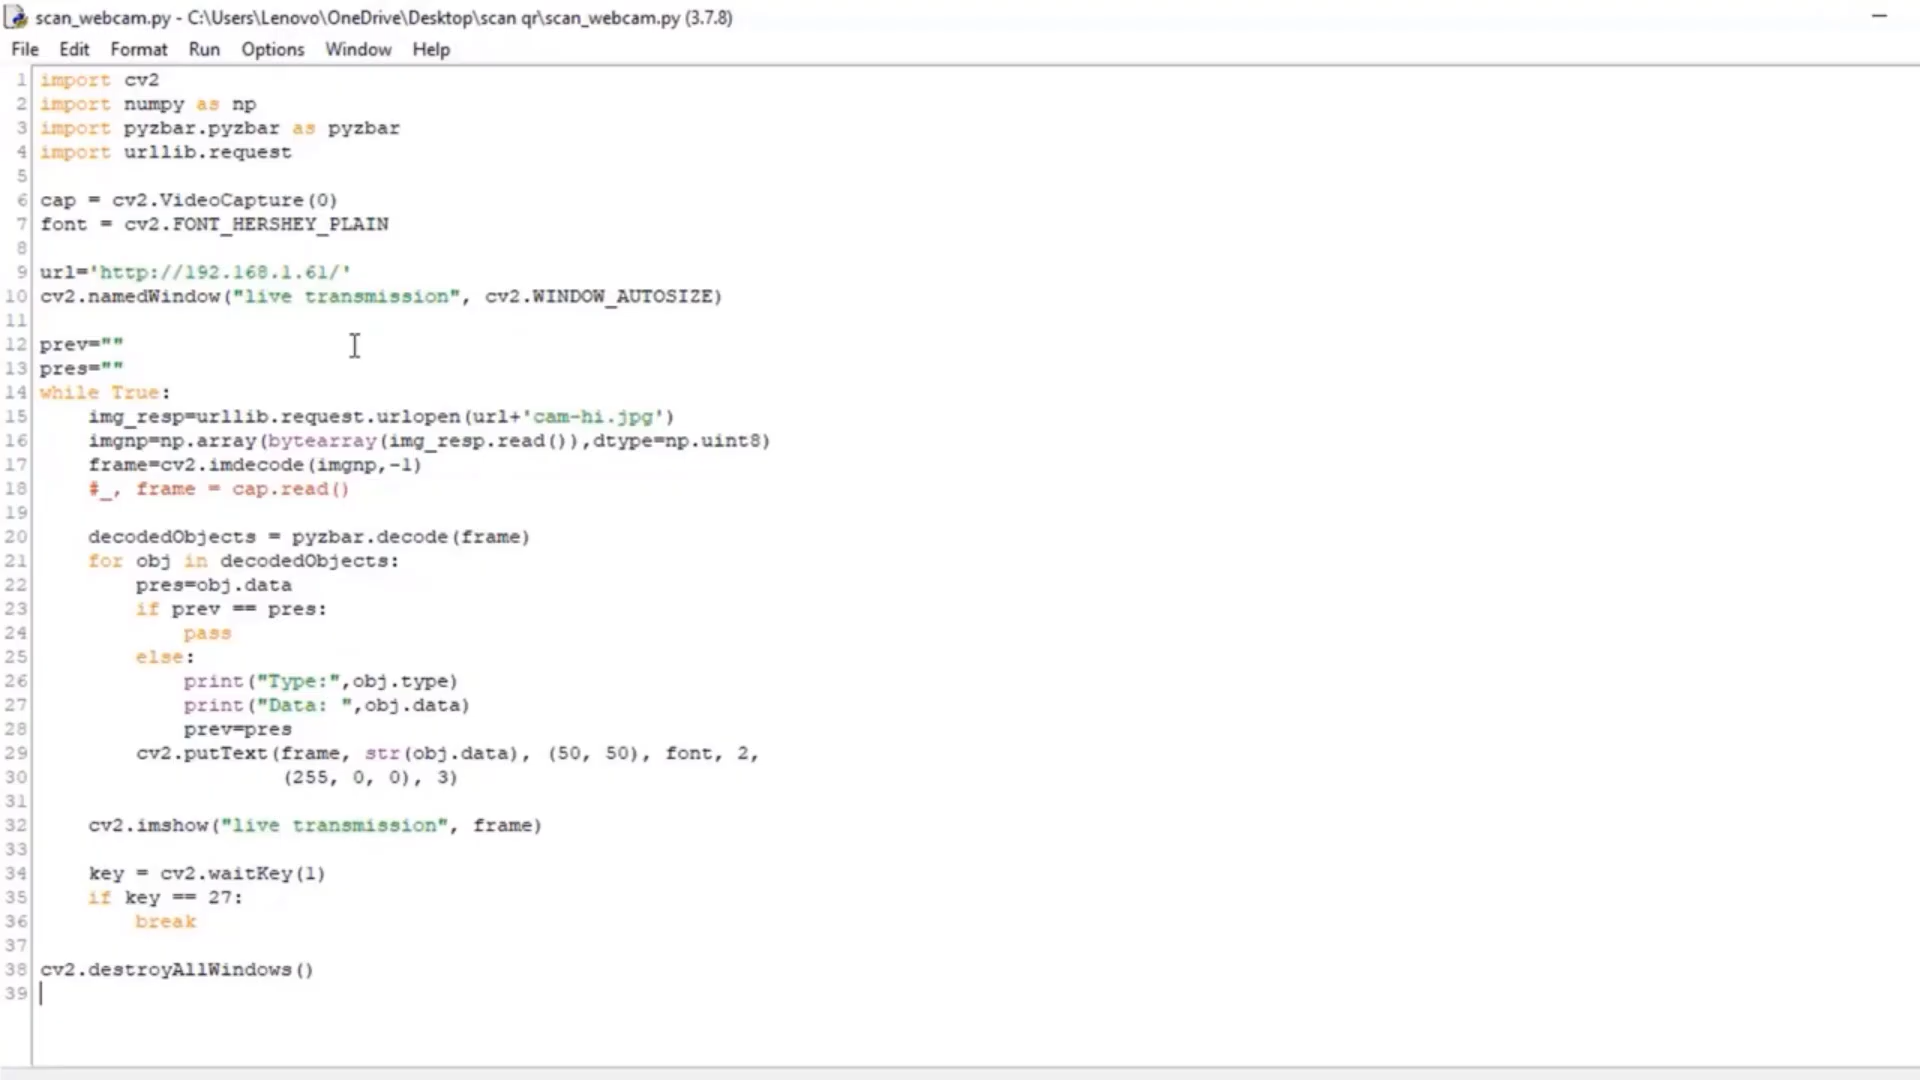 scan_webcam.py - C:\Users\Lenovo\OneDrive\Desktop\scan qr\scan_webcam.py (3.7.8)
File Edit Format Run Options Window Help
1 import cv2
2 import numpy as np
3 import pyzbar.pyzbar as pyzbar
4 import urllib.request
5
6 cap = cv2.VideoCapture(0)
7 font = cv2.FONT_HERSHEY_PLAIN
8
9 url='http://192.168.1.61/'
10 cv2.namedWindow("live transmission", cv2.WINDOW_AUTOSIZE)
11
12 prev=""
13 pres=""
14 while True:
15     img_resp=urllib.request.urlopen(url+'cam-hi.jpg')
16     imgnp=np.array(bytearray(img_resp.read()),dtype=np.uint8)
17     frame=cv2.imdecode(imgnp,-1)
18     #_, frame = cap.read()
19
20     decodedObjects = pyzbar.decode(frame)
21     for obj in decodedObjects:
22         pres=obj.data
23         if prev == pres:
24             pass
25         else:
26             print("Type:",obj.type)
27             print("Data: ",obj.data)
28             prev=pres
29         cv2.putText(frame, str(obj.data), (50, 50), font, 2,
30                     (255, 0, 0), 3)
31
32     cv2.imshow("live transmission", frame)
33
34     key = cv2.waitKey(1)
35     if key == 27:
36         break
37
38 cv2.destroyAllWindows()
39